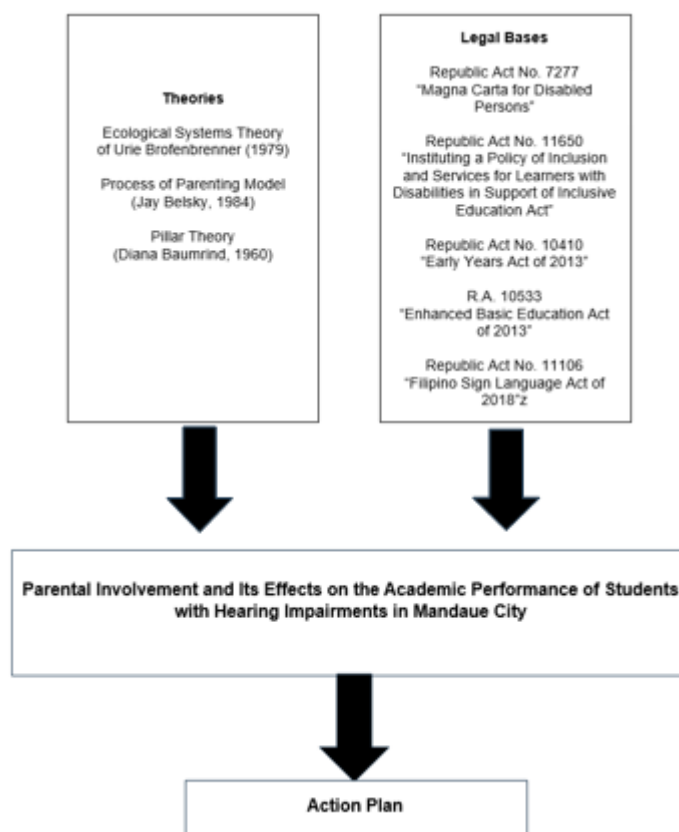 Theories
Ecological Systems Theory
of Urie Brofenbrenner (1979)
Process of Parenting Model
(Jay Belsky, 1984)
Pillar Theory
(Diana Baumrind, 1960)
Legal Bases
Republic Act No. 7277
“Magna Carta for Disabled
Persons”
Republic Act No. 11650
“Instituting a Policy of Inclusion
and Services for Learners with
Disabilities in Support of Inclusive
Education Act”
Republic Act No. 10410
“Early Years Act of 2013”
R.A. 10533
“Enhanced Basic Education Act
of 2013”
Republic Act No. 11106
“Filipino Sign Language Act of
2018”z
Parental Involvement and Its Effects on the Academic Performance of Students
with Hearing Impairments in Mandaue City
Action Plan